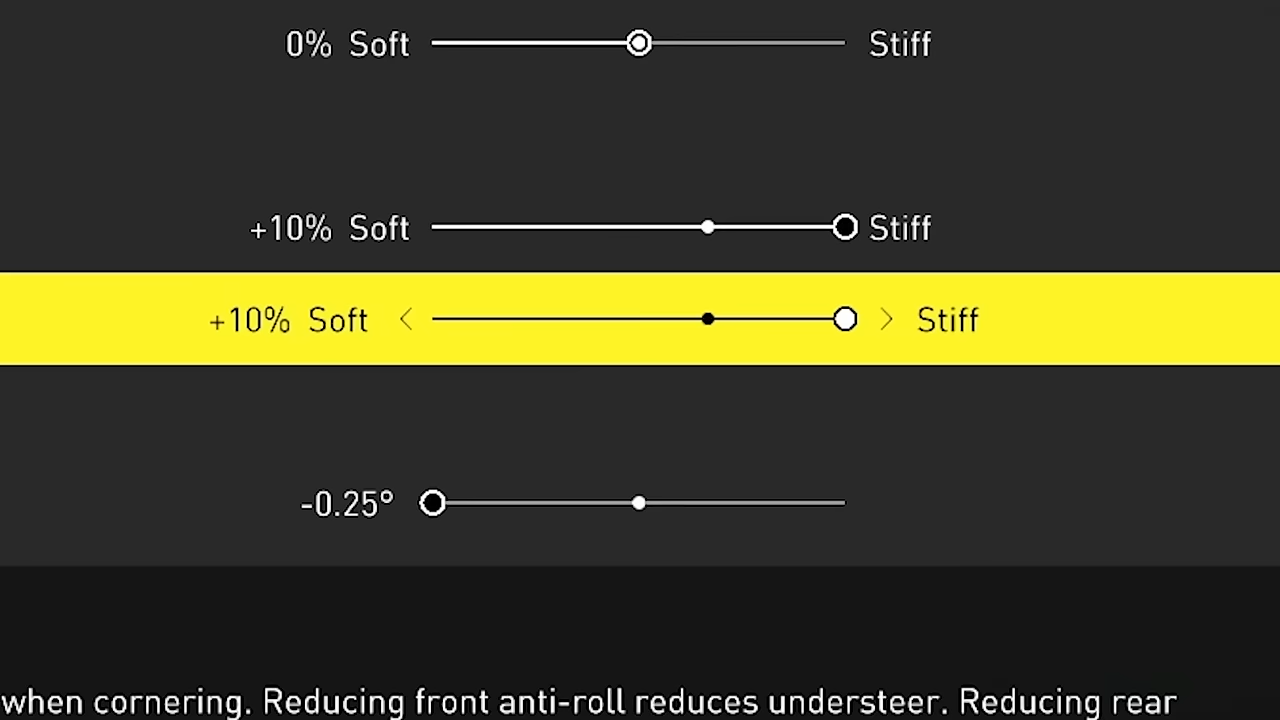 0% Soft Stiff
+10% Soft Stiff
+10% Soft < > Stiff
-0.25°
when cornering. Reducing front anti-roll reduces understeer. Reducing rear